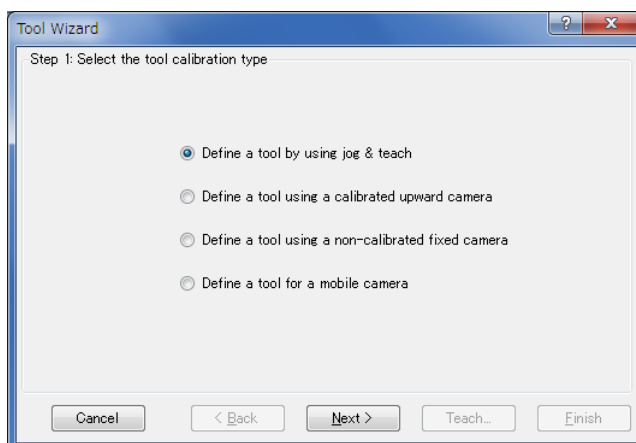 Tool Wizard
Step 1: Select the tool calibration type
Define a tool by using jog & teach
Define a tool using a calibrated upward camera
Define a tool using a non-calibrated fixed camera
Define a tool for a mobile camera
Cancel < Back Next > Teach... Finish